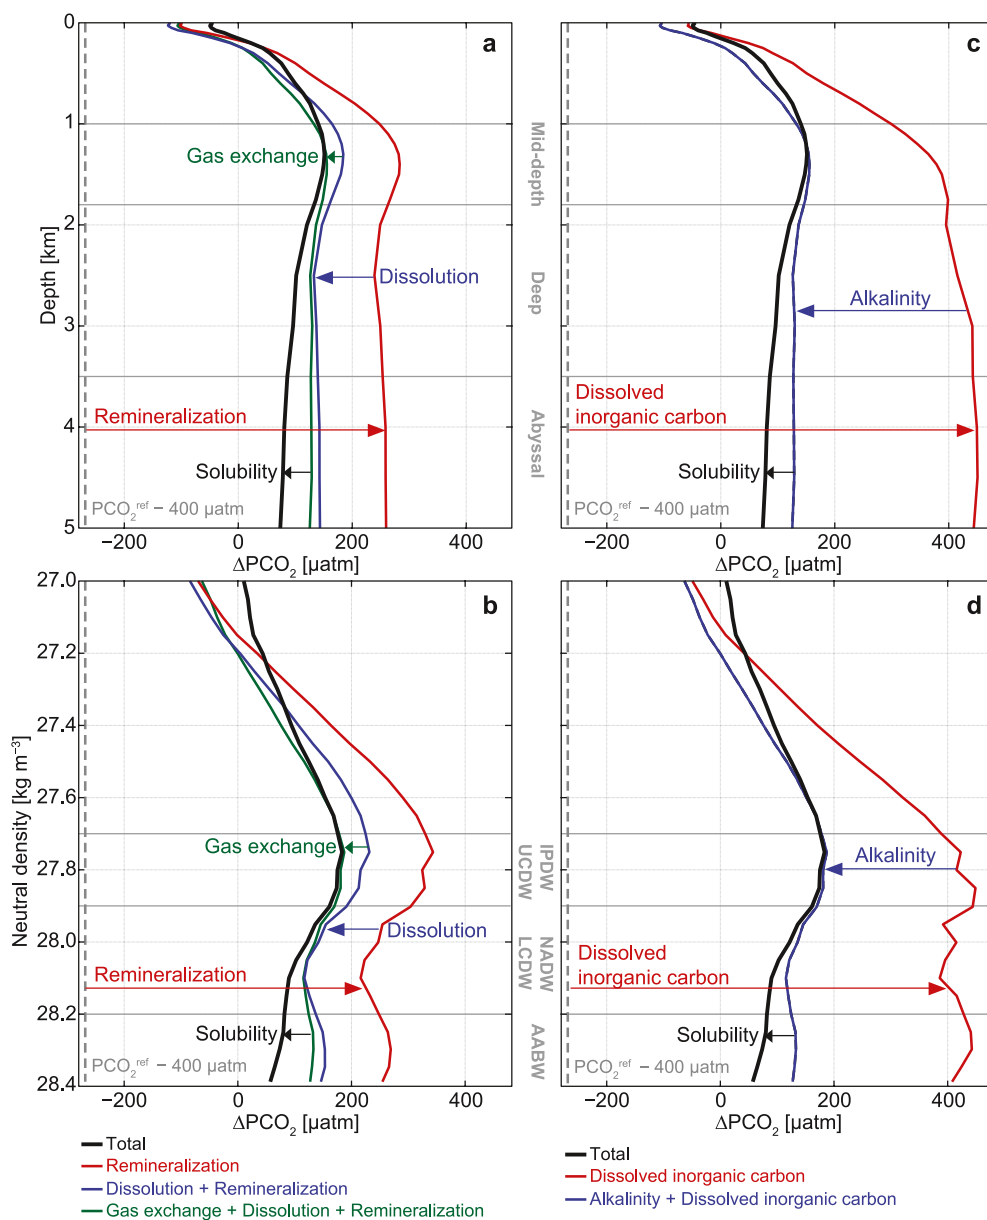 a
0
1
2
3
4
5
Depth [km]
Gas exchange
Dissolution
Remineralization
Solubility
PCO₂ʳᵉᶠ − 400 µatm
−200 0 200 400
ΔPCO₂ [µatm]
Mid-depth
Deep
Abyssal
c
Alkalinity
Dissolved
inorganic carbon
Solubility
PCO₂ʳᵉᶠ − 400 µatm
−200 0 200 400
ΔPCO₂ [µatm]
b
27.0
27.2
27.4
27.6
27.8
28.0
28.2
28.4
Neutral density [kg m⁻³]
Gas exchange
Dissolution
Remineralization
Solubility
PCO₂ʳᵉᶠ − 400 µatm
−200 0 200 400
ΔPCO₂ [µatm]
IPDW
UCDW
NADW
LCDW
AABW
d
Alkalinity
Dissolved
inorganic carbon
Solubility
PCO₂ʳᵉᶠ − 400 µatm
−200 0 200 400
ΔPCO₂ [µatm]
Total
Remineralization
Dissolution + Remineralization
Gas exchange + Dissolution + Remineralization
Total
Dissolved inorganic carbon
Alkalinity + Dissolved inorganic carbon